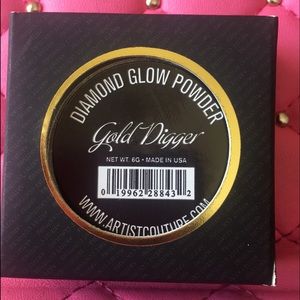 DIAMOND GLOW POWDER
Gold Digger
NET WT. 6G • MADE IN USA
0 19962 28843 2
WWW.ARTISTCOUTURE.COM